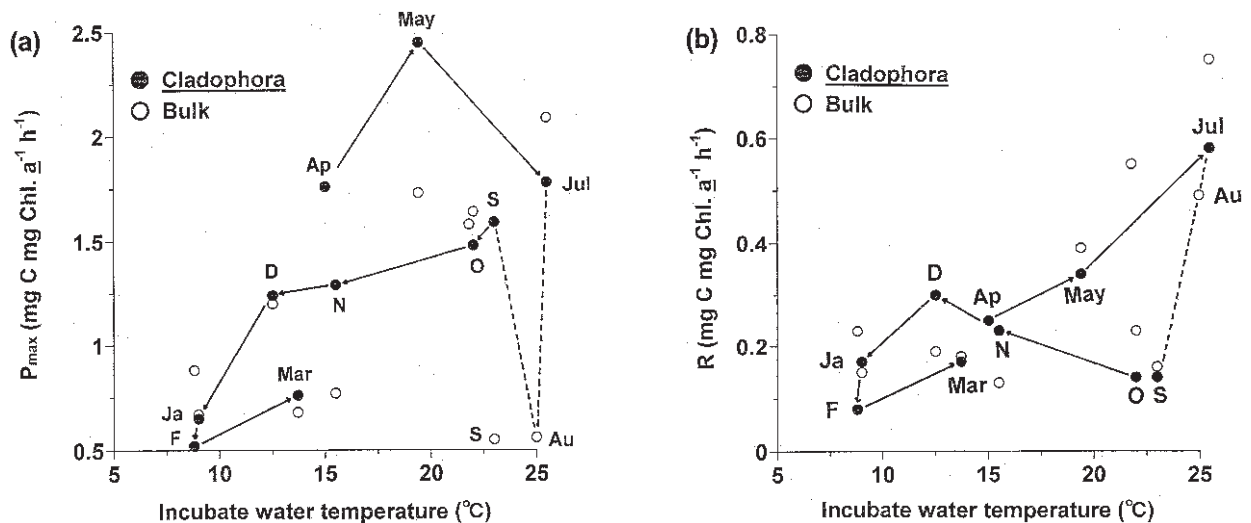 (a)
2.5
2
1.5
1
0.5
5
10
15
20
25
Pmax (mg C mg Chl. a⁻¹ h⁻¹)
Incubate water temperature (°C)
Cladophora
Bulk
May
Ap
Jul
S
O
D
N
Mar
Ja
F
S
Au
(b)
0.8
0.6
0.4
0.2
0
5
10
15
20
25
R (mg C mg Chl. a⁻¹ h⁻¹)
Incubate water temperature (°C)
Cladophora
Bulk
Jul
Au
D
Ap
May
N
Ja
Mar
F
O
S